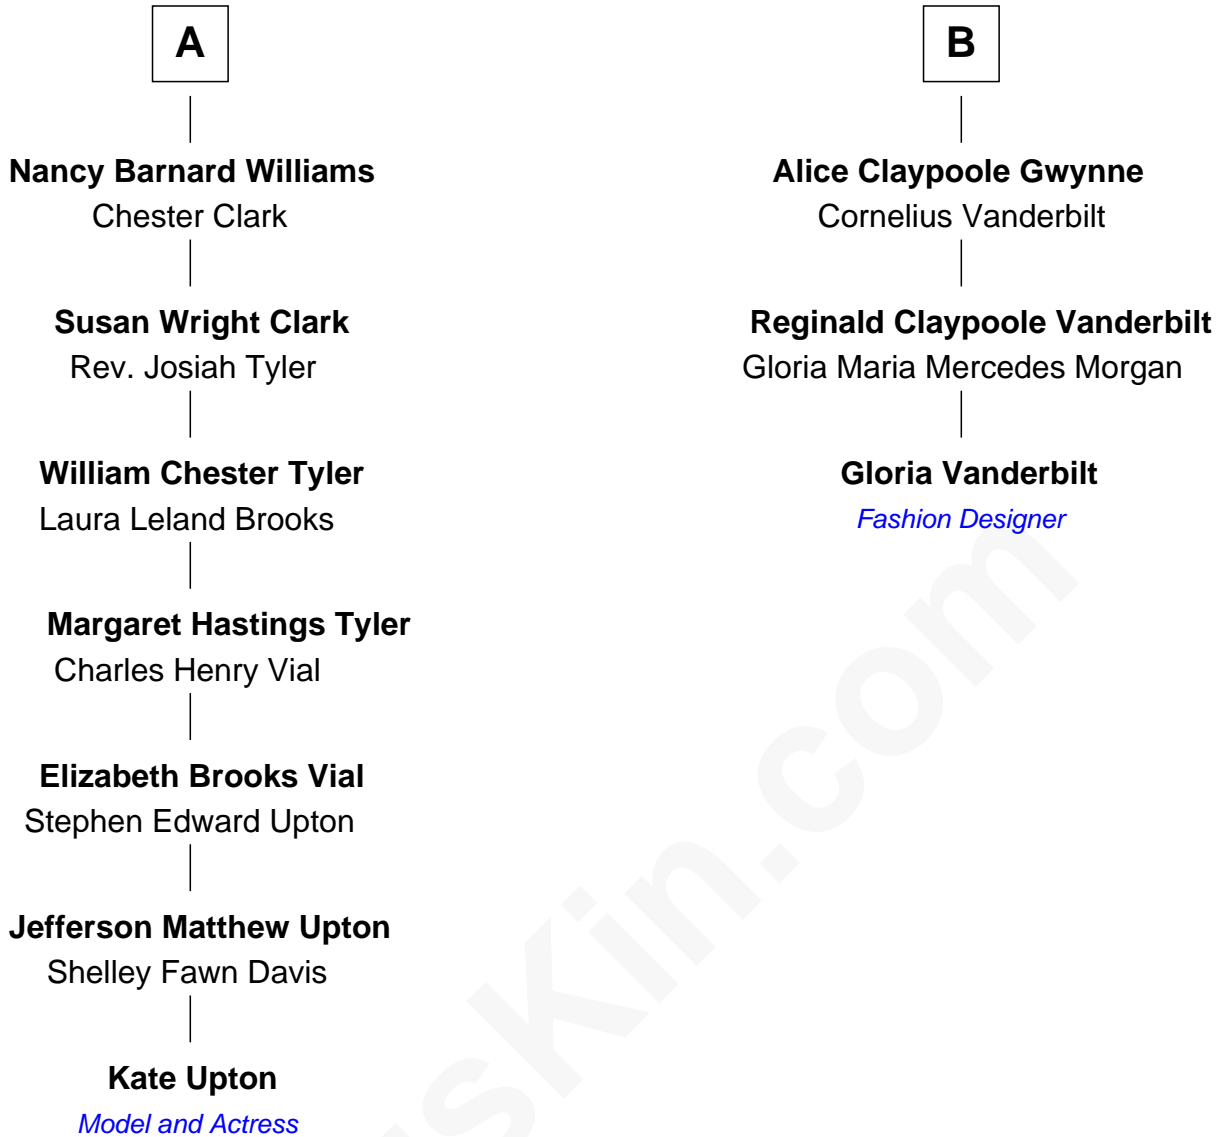 A
Nancy Barnard Williams
Chester Clark
Susan Wright Clark
Rev. Josiah Tyler
William Chester Tyler
Laura Leland Brooks
Margaret Hastings Tyler
Charles Henry Vial
Elizabeth Brooks Vial
Stephen Edward Upton
Jefferson Matthew Upton
Shelley Fawn Davis
Kate Upton
Model and Actress
B
Alice Claypoole Gwynne
Cornelius Vanderbilt
Reginald Claypoole Vanderbilt
Gloria Maria Mercedes Morgan
Gloria Vanderbilt
Fashion Designer
sKin.com